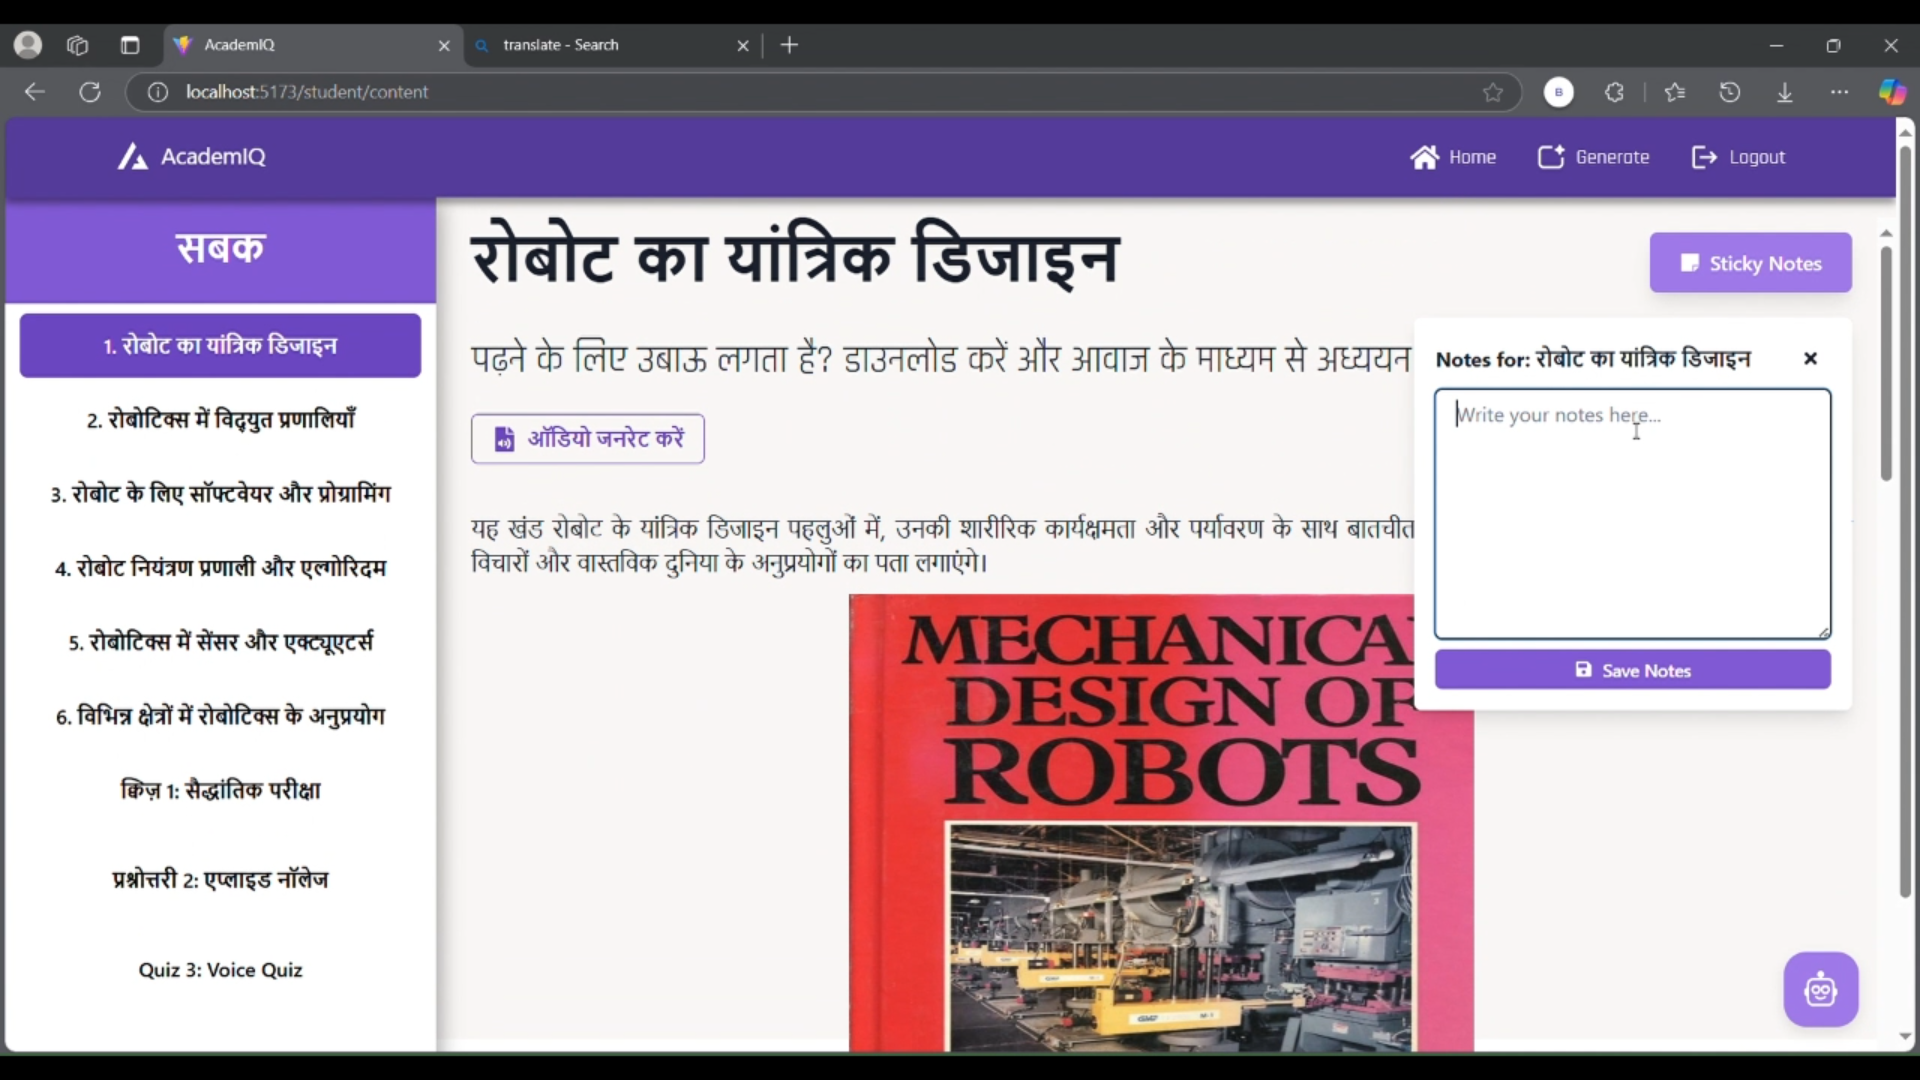 AcademIQ
translate - Search
localhost:5173/student/content
B
AcademIQ
Home
Generate
Logout
सबक
1. रोबोट का यांत्रिक डिजाइन
2. रोबोटिक्स में विद्युत प्रणालियाँ
3. रोबोट के लिए सॉफ्टवेयर और प्रोग्रामिंग
4. रोबोट नियंत्रण प्रणाली और एल्गोरिदम
5. रोबोटिक्स में सेंसर और एक्ट्यूएटर्स
6. विभिन्न क्षेत्रों में रोबोटिक्स के अनुप्रयोग
क्विज़ 1: सैद्धांतिक परीक्षा
प्रश्नोत्तरी 2: एप्लाइड नॉलेज
Quiz 3: Voice Quiz
रोबोट का यांत्रिक डिजाइन
Sticky Notes
पढ़ने के लिए उबाऊ लगता है? डाउनलोड करें और आवाज के माध्यम से अध्ययन
ऑडियो जनरेट करें
यह खंड रोबोट के यांत्रिक डिजाइन पहलुओं में, उनकी शारीरिक कार्यक्षमता और पर्यावरण के साथ बातचीत
विचारों और वास्तविक दुनिया के अनुप्रयोगों का पता लगाएंगे।
Notes for: रोबोट का यांत्रिक डिजाइन
Write your notes here...
Save Notes
MECHANICA
DESIGN OF
ROBOTS